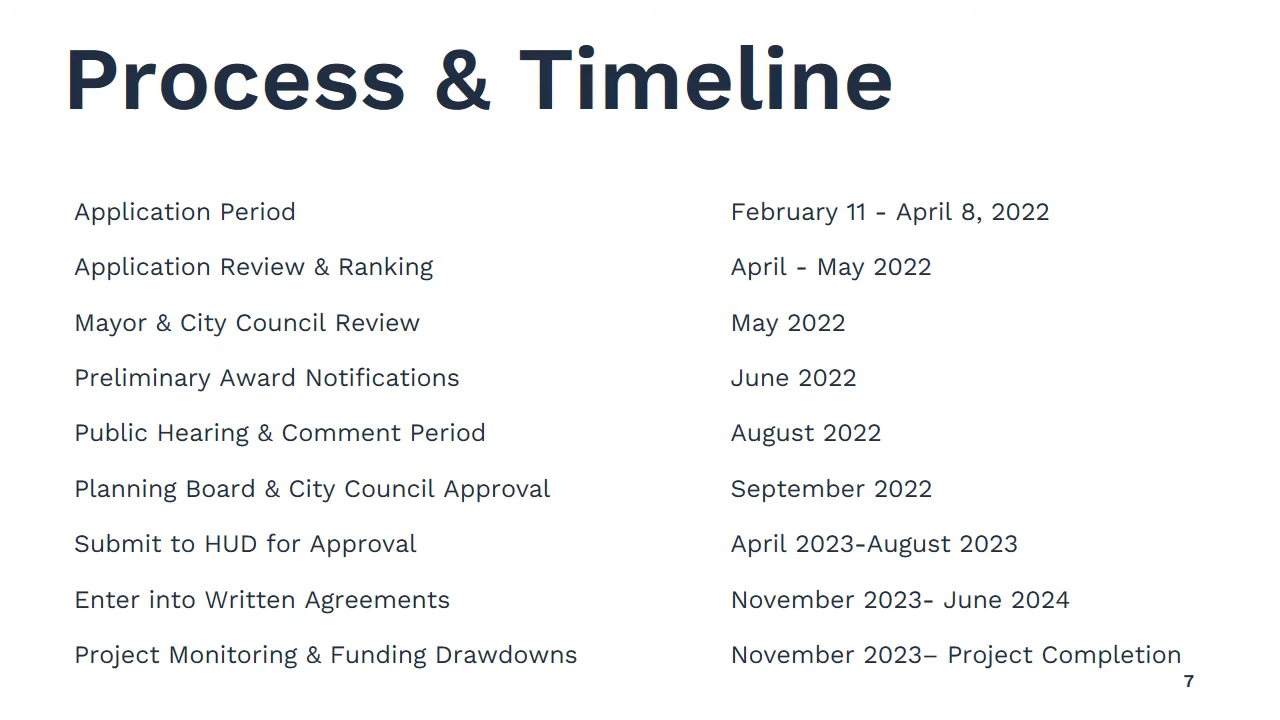 Process & Timeline
Application Period February 11 - April 8, 2022
Application Review & Ranking April - May 2022
Mayor & City Council Review May 2022
Preliminary Award Notifications June 2022
Public Hearing & Comment Period August 2022
Planning Board & City Council Approval September 2022
Submit to HUD for Approval April 2023-August 2023
Enter into Written Agreements November 2023- June 2024
Project Monitoring & Funding Drawdowns November 2023– Project Completion
7